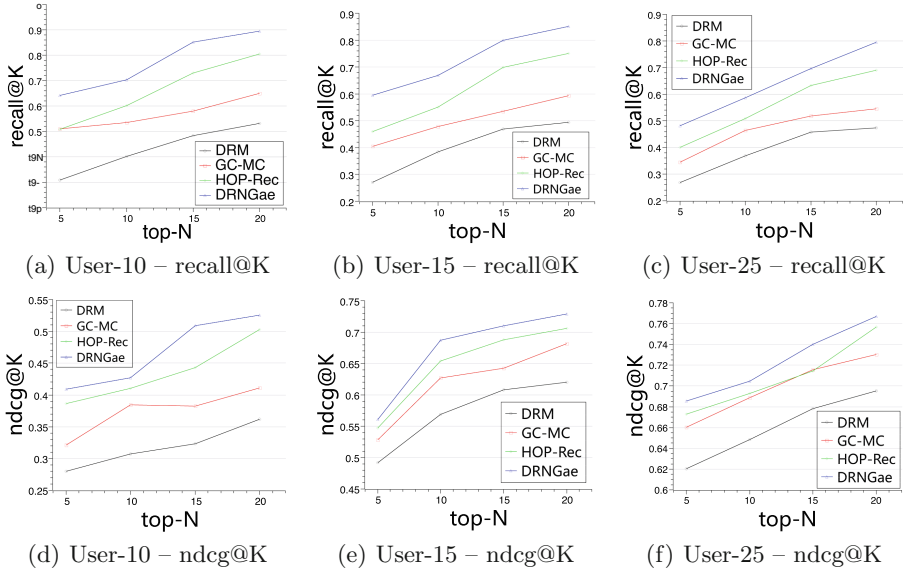 o
0.9
0.8
0.7
0.6
0.5
t9N
t9-
t9p
recall@K
5 10 15 20
top-N
DRM
GC-MC
HOP-Rec
DRNGae
(a) User-10 – recall@K
0.9
0.8
0.7
0.6
0.5
0.4
0.3
0.2
recall@K
5 10 15 20
top-N
DRM
GC-MC
HOP-Rec
DRNGae
(b) User-15 – recall@K
0.9
0.8
0.7
0.6
0.5
0.4
0.3
0.2
recall@K
5 10 15 20
top-N
DRM
GC-MC
HOP-Rec
DRNGae
(c) User-25 – recall@K
0.55
0.5
0.45
0.4
0.35
0.3
0.25
ndcg@K
5 10 15 20
top-N
DRM
GC-MC
HOP-Rec
DRNGae
(d) User-10 – ndcg@K
0.75
0.7
0.65
0.6
0.55
0.5
0.45
ndcg@K
5 10 15 20
top-N
DRM
GC-MC
HOP-Rec
DRNGae
(e) User-15 – ndcg@K
0.78
0.76
0.74
0.72
0.7
0.68
0.66
0.64
0.62
0.6
ndcg@K
5 10 15 20
top-N
DRM
GC-MC
HOP-Rec
DRNGae
(f) User-25 – ndcg@K